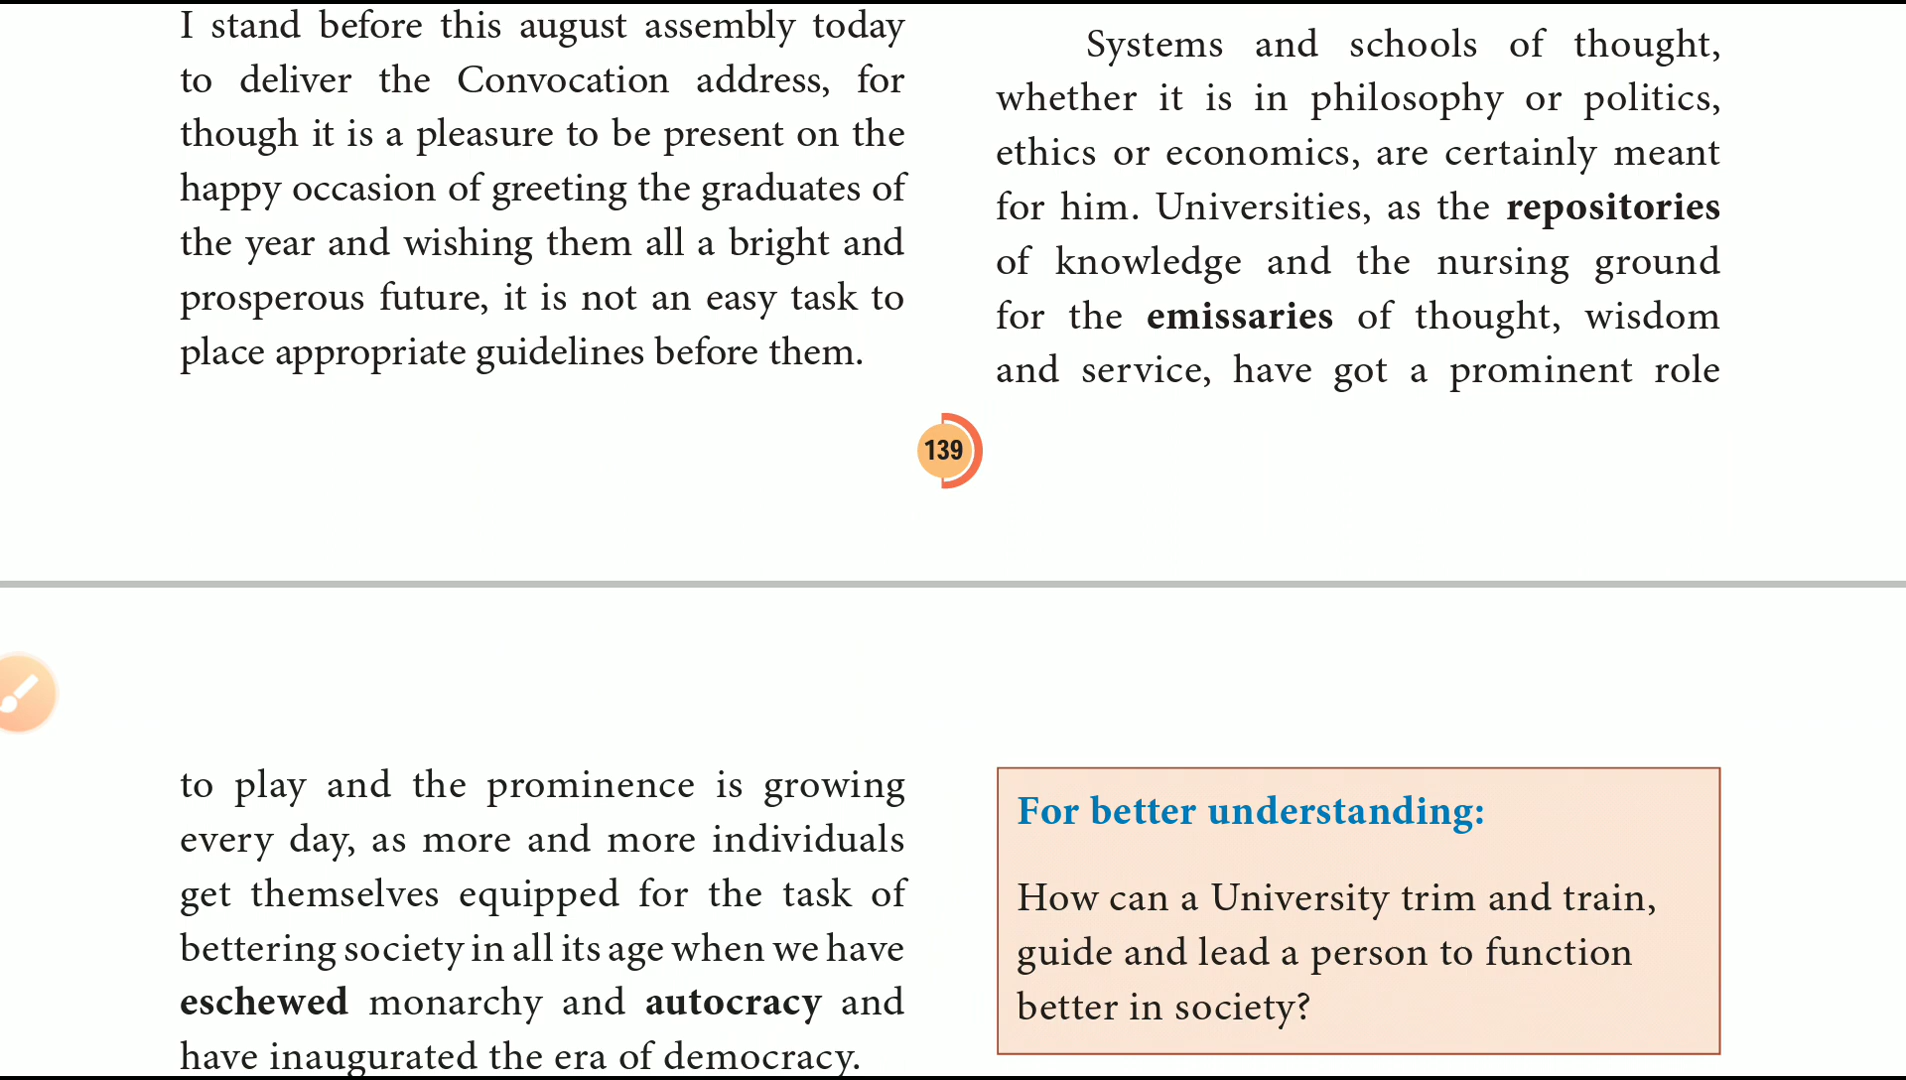 I stand before this august assembly today
to deliver the Convocation address, for
though it is a pleasure to be present on the
happy occasion of greeting the graduates of
the year and wishing them all a bright and
prosperous future, it is not an easy task to
place appropriate guidelines before them.
Systems and schools of thought,
whether it is in philosophy or politics,
ethics or economics, are certainly meant
for him. Universities, as the repositories
of knowledge and the nursing ground
for the emissaries of thought, wisdom
and service, have got a prominent role
139
to play and the prominence is growing
every day, as more and more individuals
get themselves equipped for the task of
bettering society in all its age when we have
eschewed monarchy and autocracy and
have inaugurated the era of democracy.
For better understanding:
How can a University trim and train,
guide and lead a person to function
better in society?